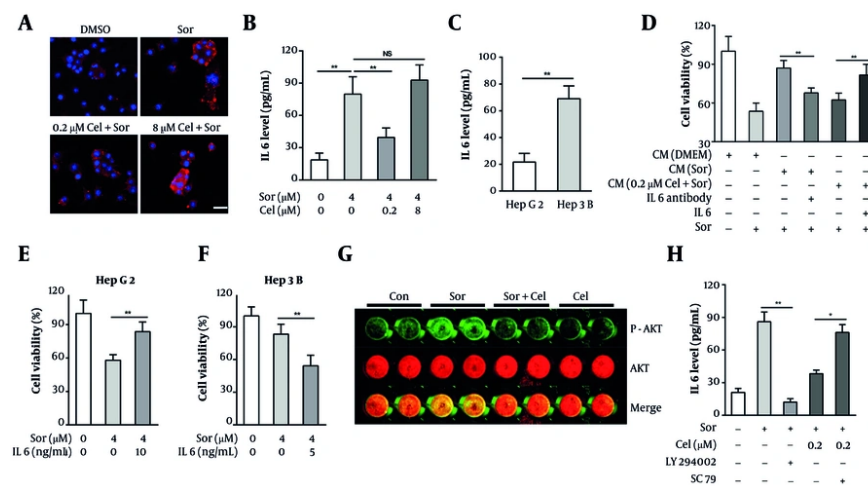 A
DMSO
Sor
0.2 μM Cel + Sor
8 μM Cel + Sor
B
IL 6 level (pg/mL)
120
90
60
30
0
**
**
NS
Sor (μM)
0
4
4
4
Cel (μM)
0
0
0.2
8
C
IL 6 level (pg/mL)
100
80
60
40
20
0
**
Hep G 2
Hep 3 B
D
Cell viability (%)
120
90
60
30
**
**
CM (DMEM)
+
+
–
–
–
–
CM (Sor)
–
–
+
+
–
–
CM (0.2 μM Cel + Sor)
–
–
–
–
+
+
IL 6 antibody
–
–
–
+
–
–
IL 6
–
–
–
–
–
+
Sor
–
+
+
+
+
+
E
Hep G 2
Cell viability (%)
120
90
60
30
0
**
Sor (μM)
0
4
4
IL 6 (ng/mL)
0
0
10
F
Hep 3 B
Cell viability (%)
120
90
60
30
0
**
Sor (μM)
0
4
4
IL 6 (ng/mL)
0
0
5
G
Con
Sor
Sor + Cel
Cel
P - AKT
AKT
Merge
H
IL 6 level (pg/mL)
120
90
60
30
0
**
*
Sor
–
+
+
+
+
Cel (μM)
–
–
–
0.2
0.2
LY 294002
–
–
+
–
–
SC 79
–
–
–
–
+